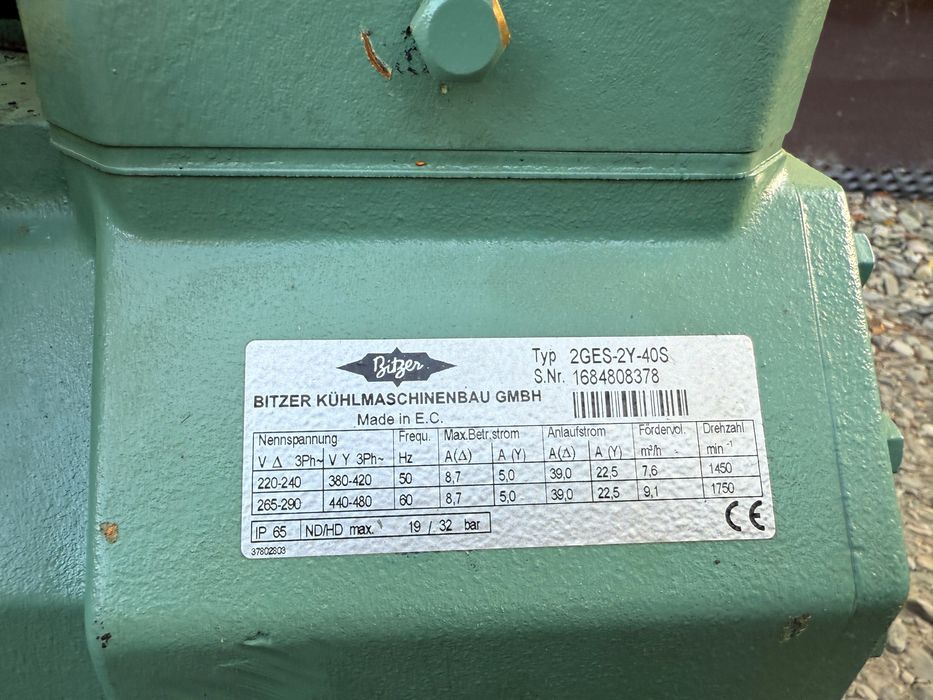 Bitzer
Typ 2GES-2Y-40S
S.Nr. 1684808378
BITZER KÜHLMASCHINENBAU GMBH
Made in E.C.
Nennspannung Frequ. Max.Betr.strom Anlaufstrom Fördervol. Drehzahl
V Δ 3Ph~ V Y 3Ph~ Hz A(Δ) A (Y) A(Δ) A (Y) m³/h min⁻¹
220-240 380-420 50 8,7 5,0 39,0 22,5 7,6 1450
265-290 440-480 60 8,7 5,0 39,0 22,5 9,1 1750
IP 65 ND/HD max. 19 / 32 bar
CE
37802803